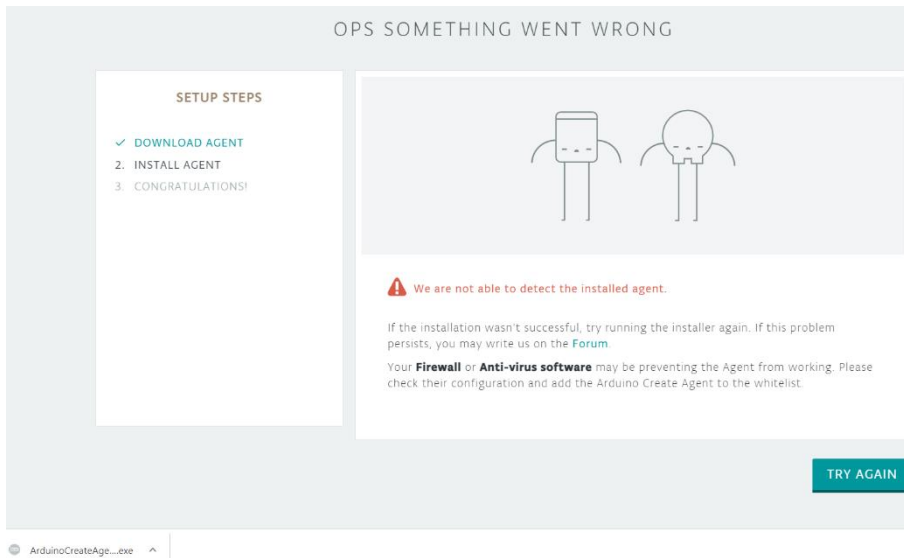 OPS SOMETHING WENT WRONG
SETUP STEPS
DOWNLOAD AGENT
2. INSTALL AGENT
3. CONGRATULATIONS!
We are not able to detect the installed agent.
If the installation wasn't successful, try running the installer again. If this problem
persists, you may write us on the Forum.
Your Firewall or Anti-virus software may be preventing the Agent from working. Please
check their configuration and add the Arduino Create Agent to the whitelist.
TRY AGAIN
ArduinoCreateAge....exe